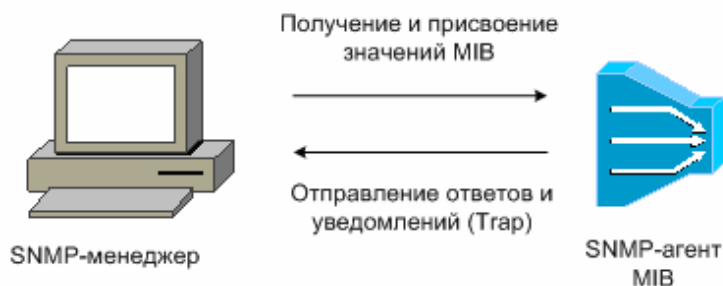 Получение и присвоение
значений MIB
Отправление ответов и
уведомлений (Trap)
SNMP-менеджер
SNMP-агент
MIB